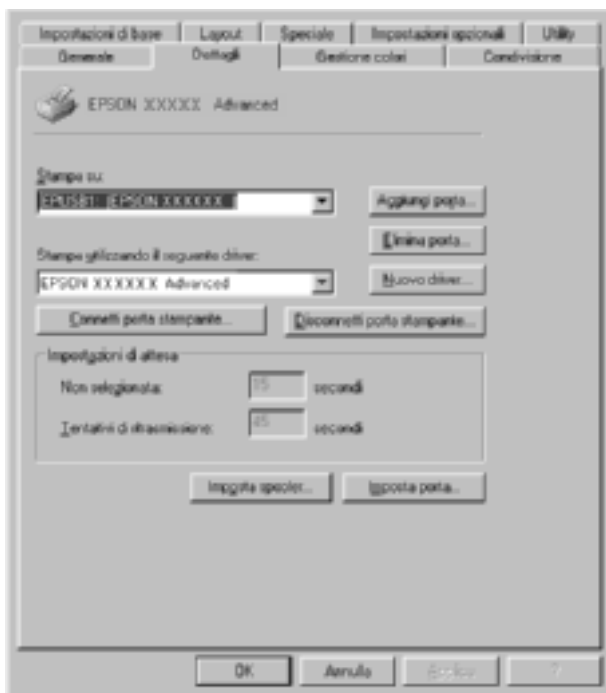 Impostazioni di base Layout Speciale Impostazioni opzionali Utility
Generale Dettagli Gestione colori Condivisione
EPSON XXXXX Advanced
Stampa su:
EPUSB1: (EPSON XXXXXX
Aggiungi porta...
Elimina porta...
Stampa utilizzando il seguente driver:
EPSON XXXXXX Advanced
Nuovo driver...
Connetti porta stampante...
Disconnetti porta stampante...
Impostazioni di attesa
Non selezionata: 15 secondi
Tentativi di ritrasmissione: 45 secondi
Imposta spooler...
Imposta porta...
OK Annulla Applica ?